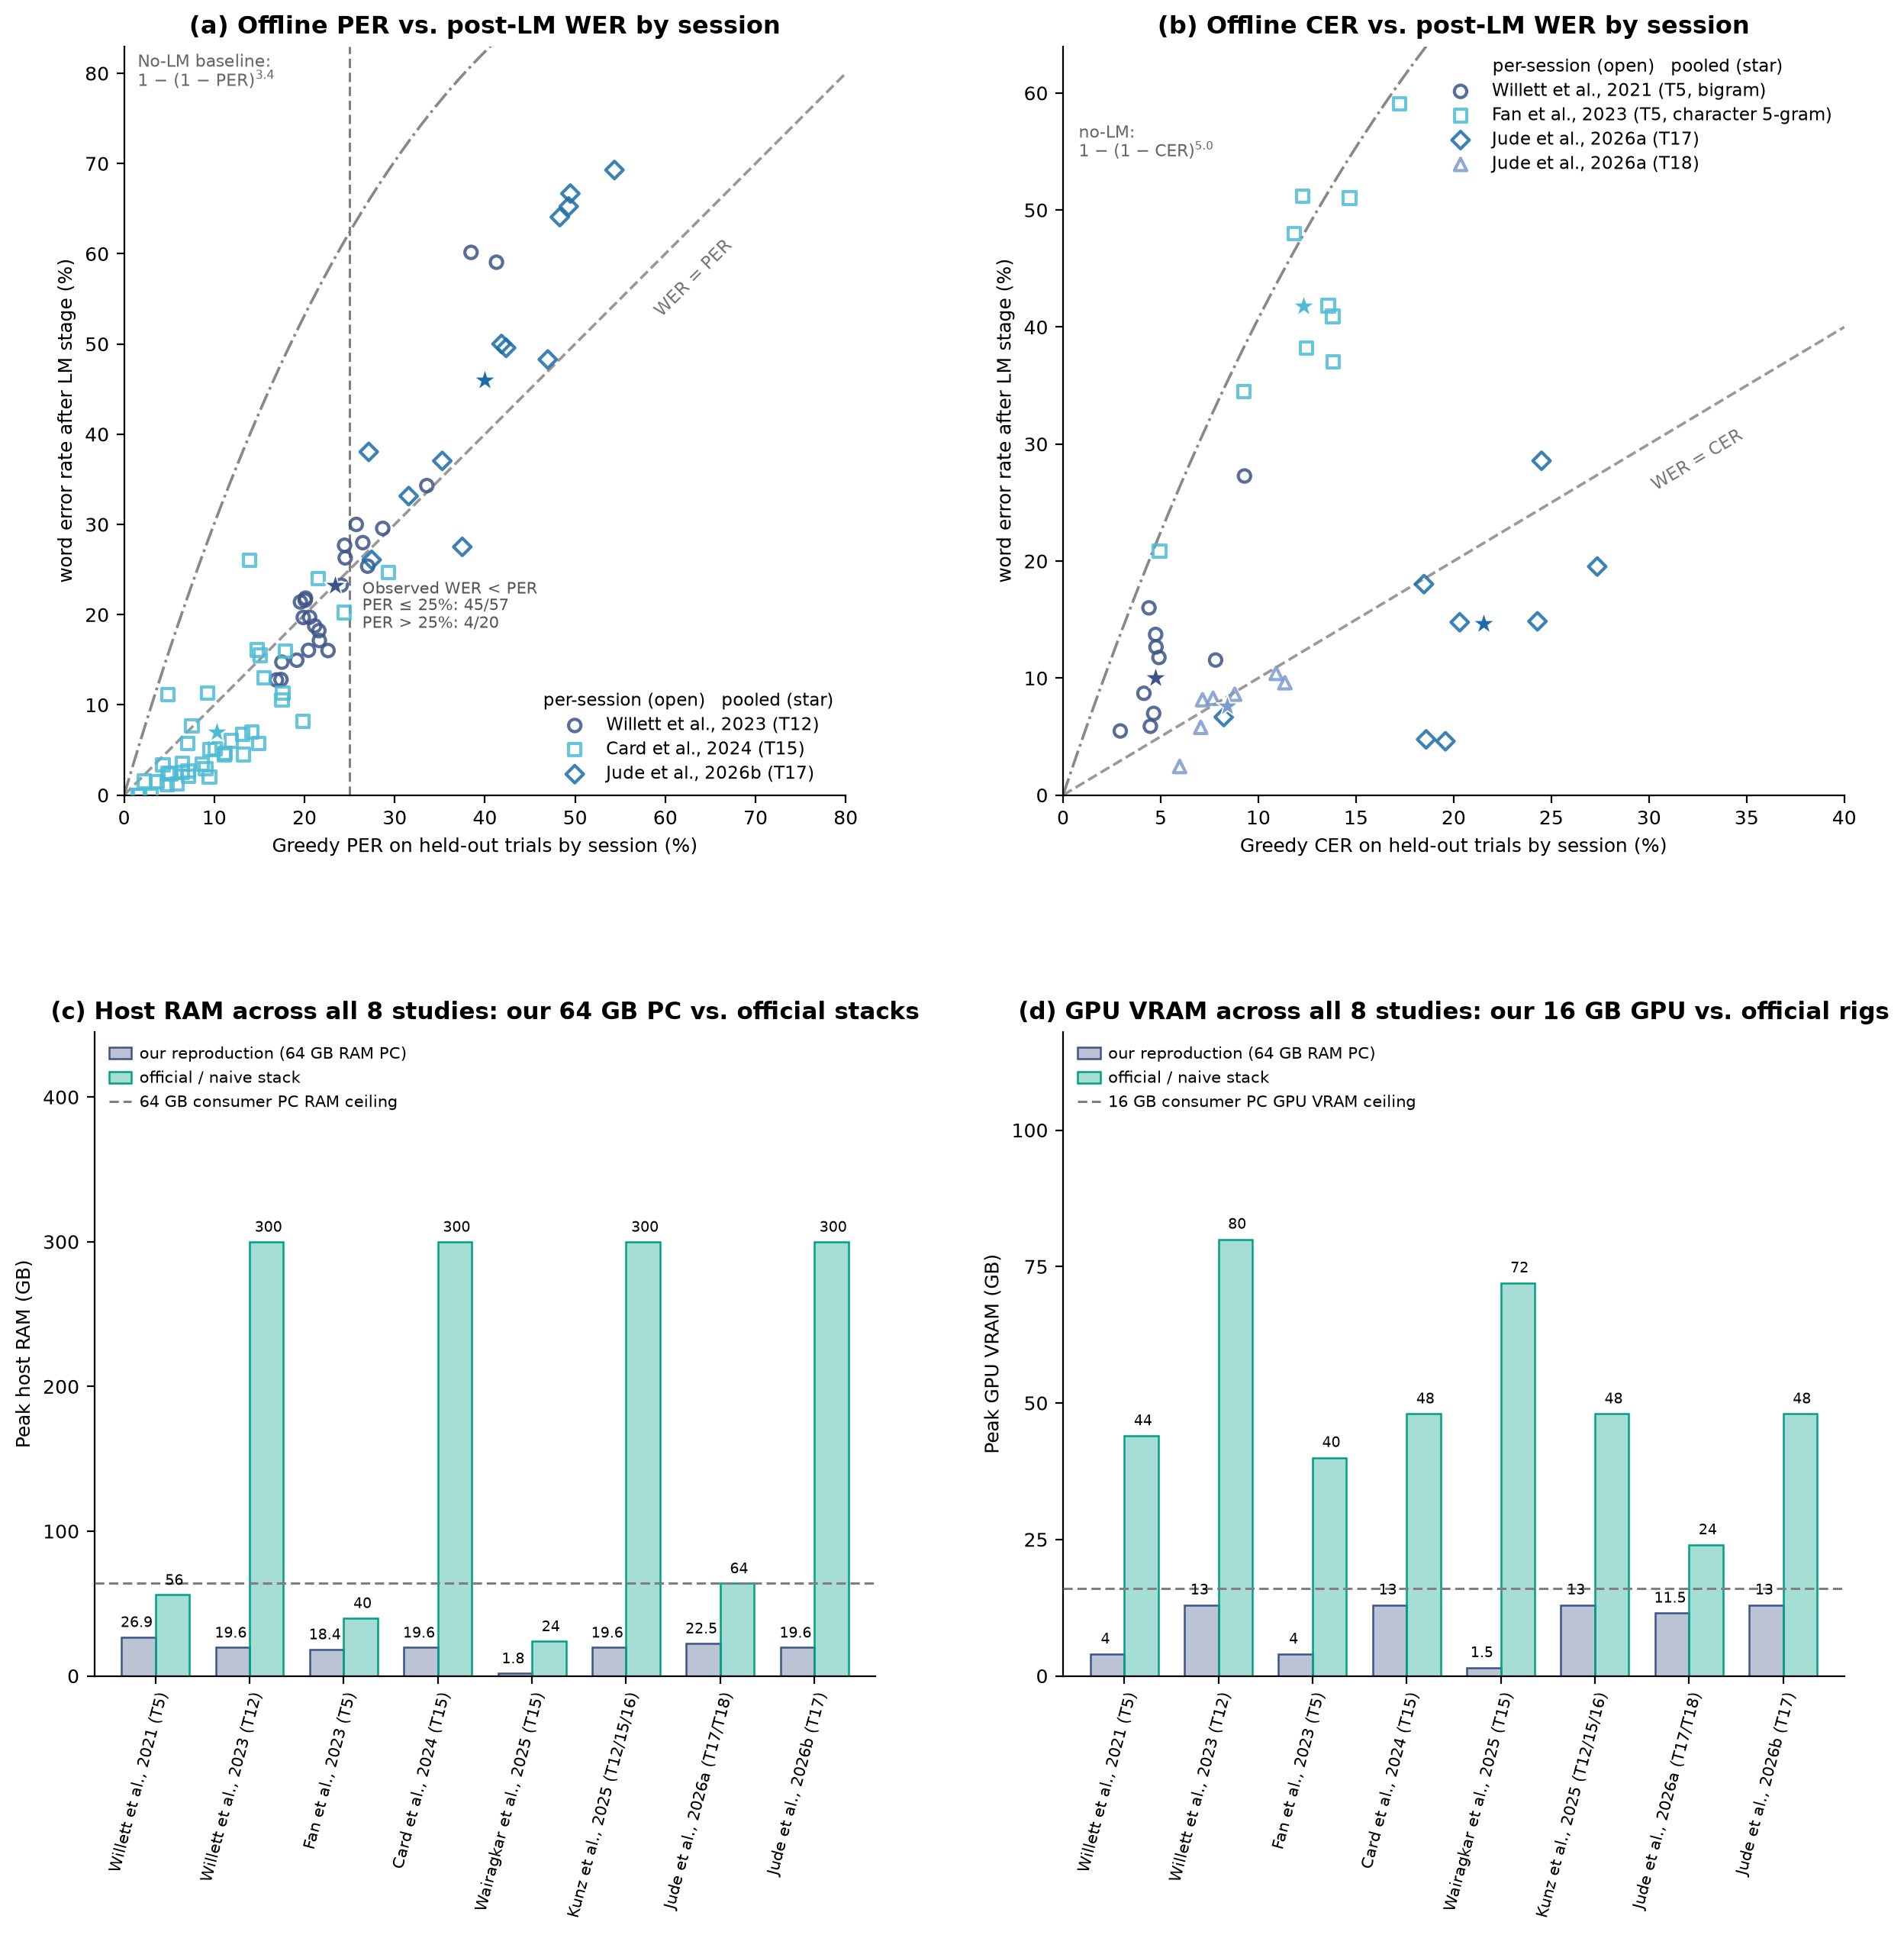 (a) Offline PER vs. post-LM WER by session
No-LM baseline:
1 − (1 − PER)^3.4
WER = PER
Observed WER < PER
PER ≤ 25%: 45/57
PER > 25%: 4/20
per-session (open) pooled (star)
Willett et al., 2023 (T12)
Card et al., 2024 (T15)
Jude et al., 2026b (T17)
word error rate after LM stage (%)
80
70
60
50
40
30
20
10
0
0 10 20 30 40 50 60 70 80
Greedy PER on held-out trials by session (%)
(b) Offline CER vs. post-LM WER by session
per-session (open) pooled (star)
Willett et al., 2021 (T5, bigram)
Fan et al., 2023 (T5, character 5-gram)
Jude et al., 2026a (T17)
Jude et al., 2026a (T18)
no-LM:
1 − (1 − CER)^5.0
WER = CER
word error rate after LM stage (%)
60
50
40
30
20
10
0
0 5 10 15 20 25 30 35 40
Greedy CER on held-out trials by session (%)
(c) Host RAM across all 8 studies: our 64 GB PC vs. official stacks
our reproduction (64 GB RAM PC)
official / naive stack
64 GB consumer PC RAM ceiling
Peak host RAM (GB)
400
300
200
100
0
26.9 56 19.6 300 18.4 40 19.6 300 1.8 24 19.6 300 22.5 64 19.6 300
Willett et al., 2021 (T5)
Willett et al., 2023 (T12)
Fan et al., 2023 (T5)
Card et al., 2024 (T15)
Wairagkar et al., 2025 (T15)
Kunz et al., 2025 (T12/15/16)
Jude et al., 2026a (T17/T18)
Jude et al., 2026b (T17)
(d) GPU VRAM across all 8 studies: our 16 GB GPU vs. official rigs
our reproduction (64 GB RAM PC)
official / naive stack
16 GB consumer PC GPU VRAM ceiling
Peak GPU VRAM (GB)
100
75
50
25
0
4 44 13 80 4 40 13 48 1.5 72 13 48 11.5 24 13 48
Willett et al., 2021 (T5)
Willett et al., 2023 (T12)
Fan et al., 2023 (T5)
Card et al., 2024 (T15)
Wairagkar et al., 2025 (T15)
Kunz et al., 2025 (T12/15/16)
Jude et al., 2026a (T17/T18)
Jude et al., 2026b (T17)